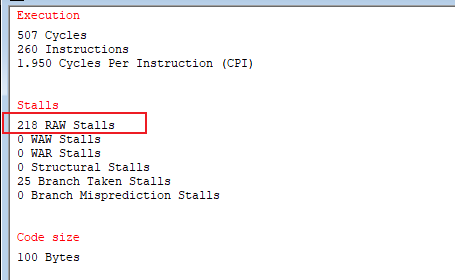 Execution
507 Cycles
260 Instructions
1.950 Cycles Per Instruction (CPI)
Stalls
218 RAW Stalls
0 WAW Stalls
0 WAR Stalls
0 Structural Stalls
25 Branch Taken Stalls
0 Branch Misprediction Stalls
Code size
100 Bytes